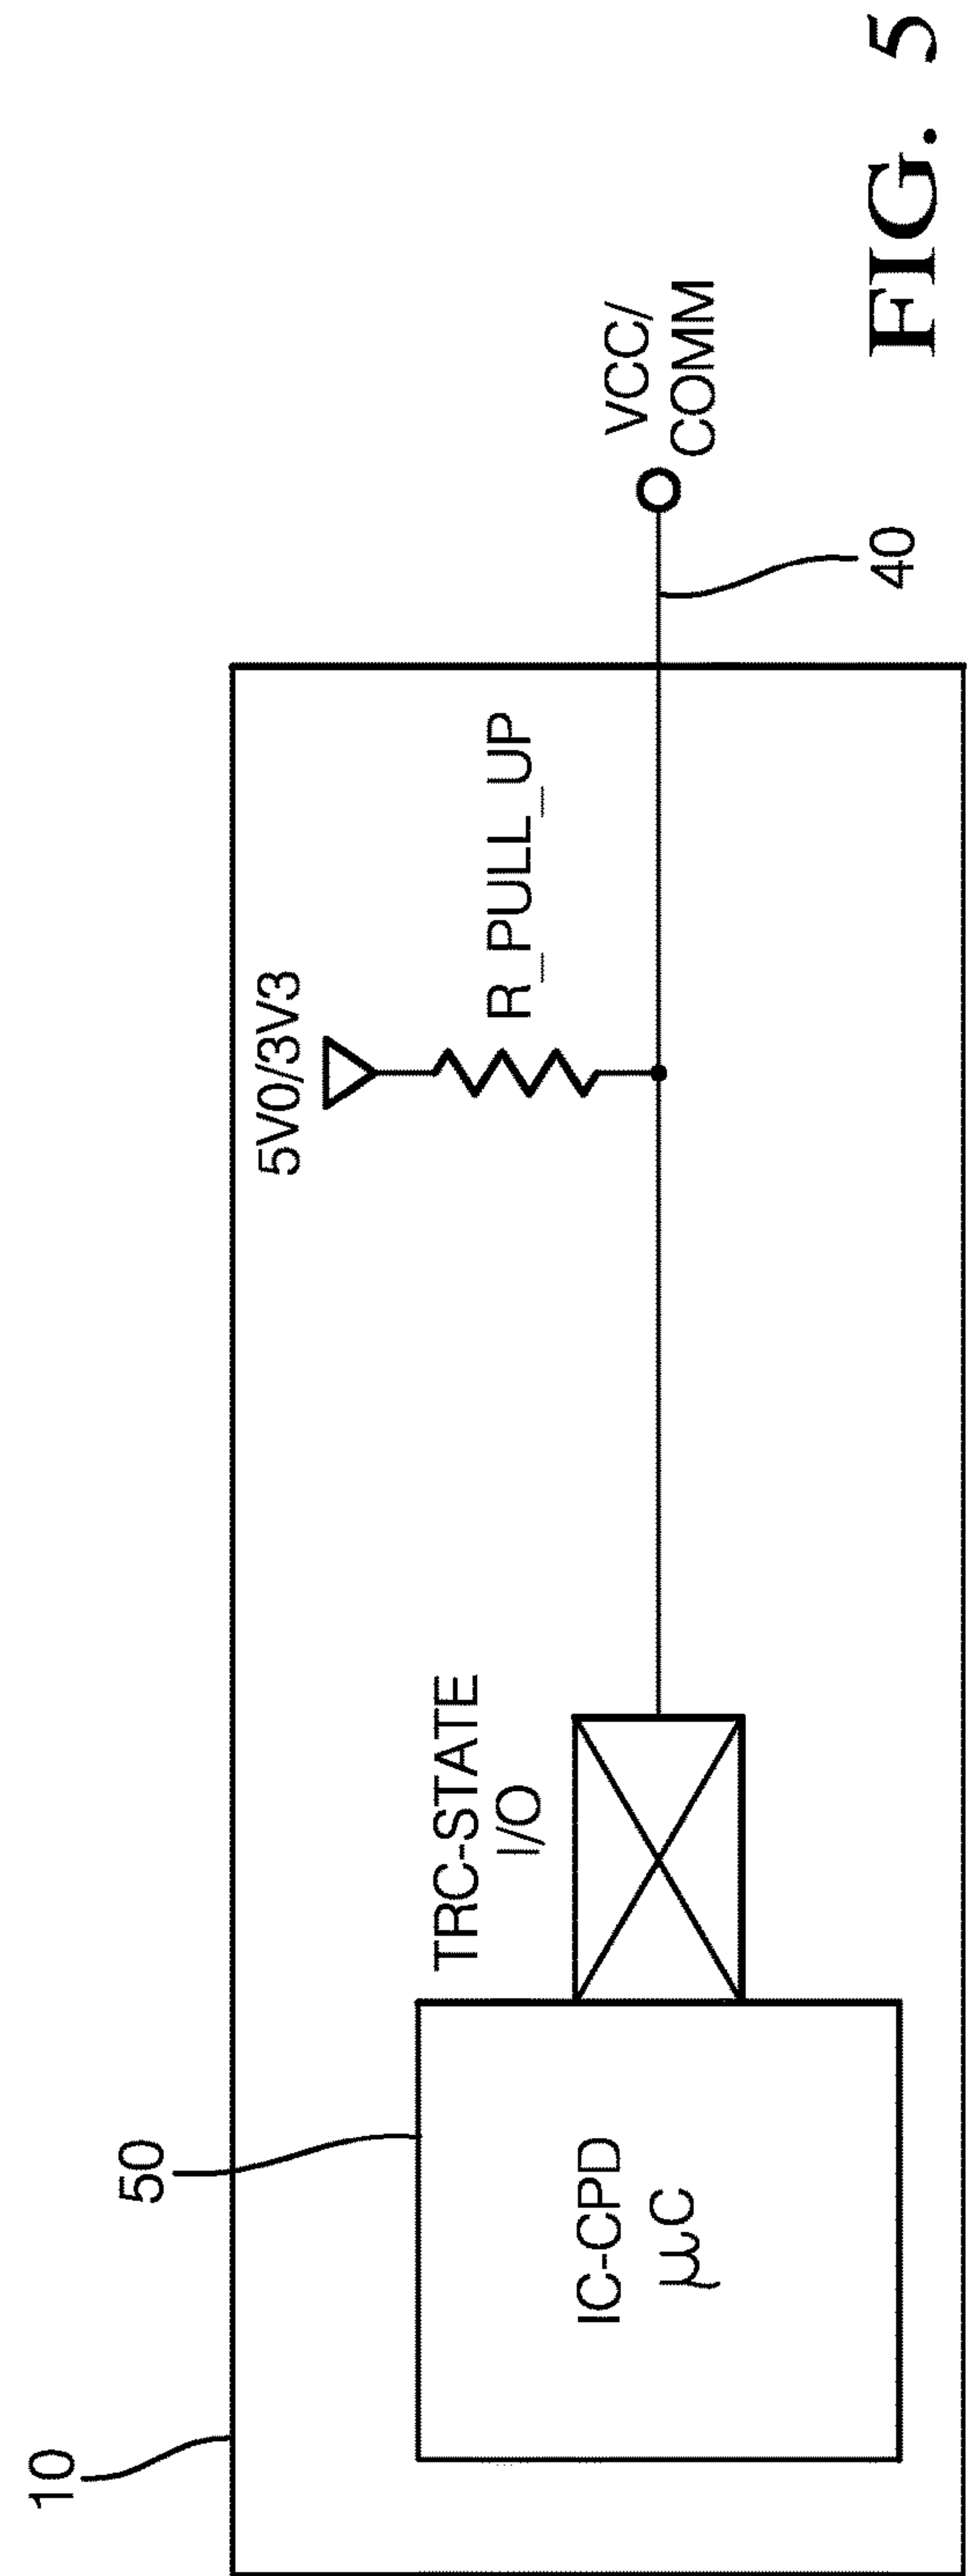 10
50
IC-CPD
μC
TRC-STATE
I/O
5V0/3V3
R_PULL_UP
VCC/
COMM
40
FIG. 5